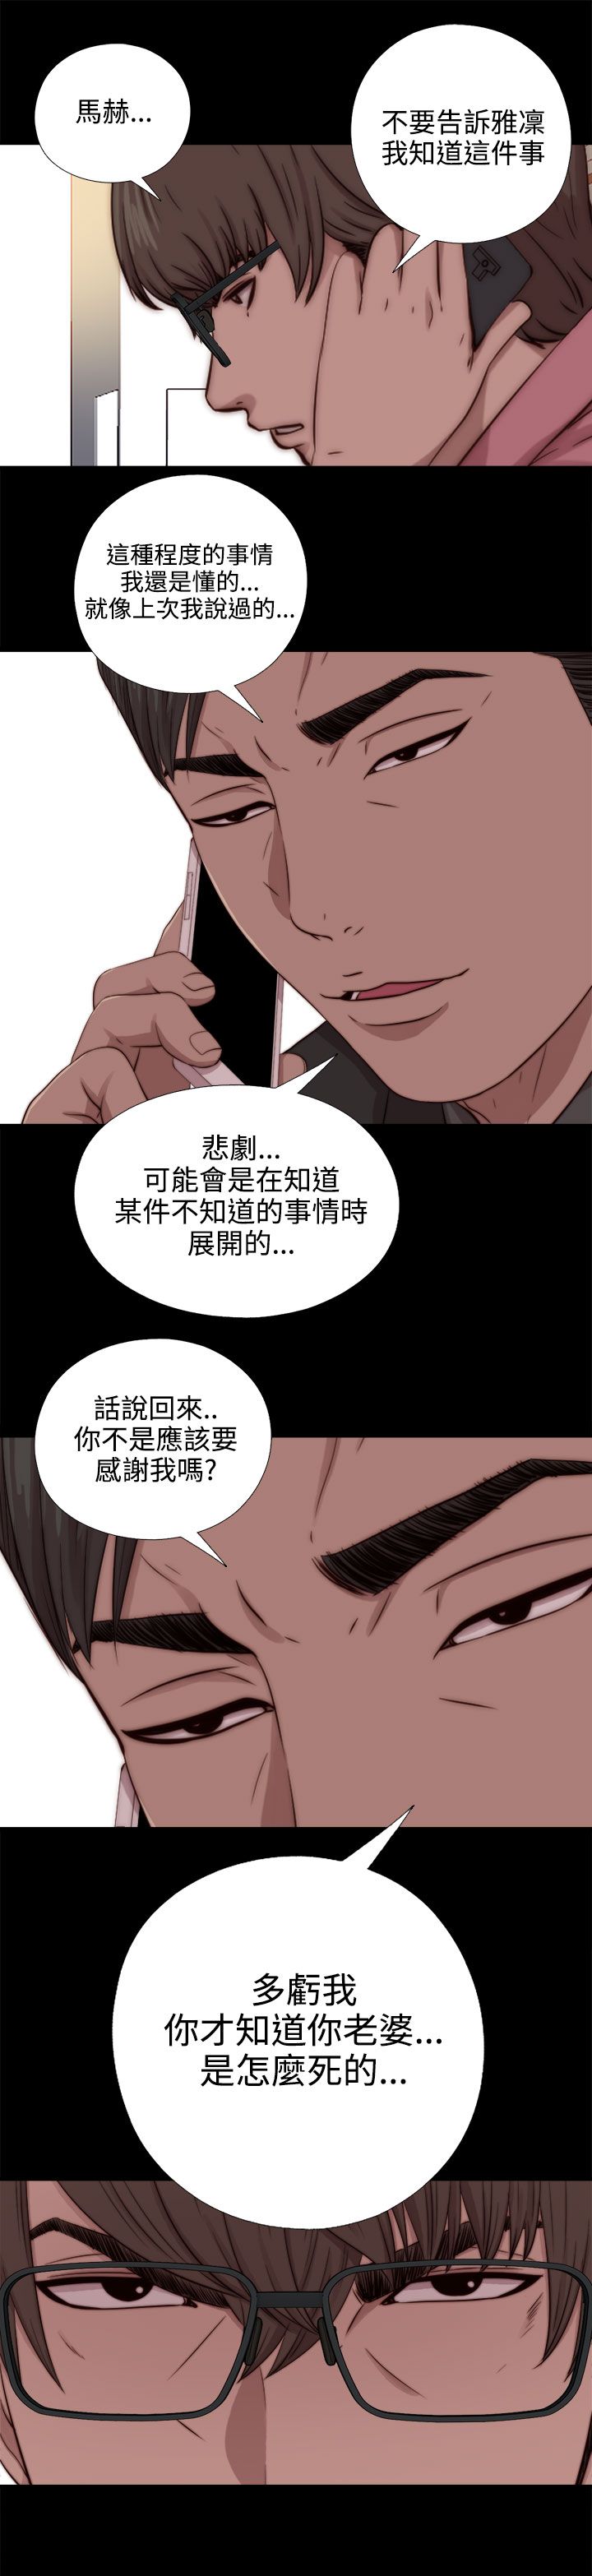 馬赫...
不要告訴雅凜
我知道這件事
這種程度的事情
我還是懂的...
就像上次我說過的...
悲劇...
可能會是在知道
某件不知道的事情時
展開的...
話說回來..
你不是應該要
感謝我嗎?
多虧我
你才知道你老婆...
是怎麼死的...